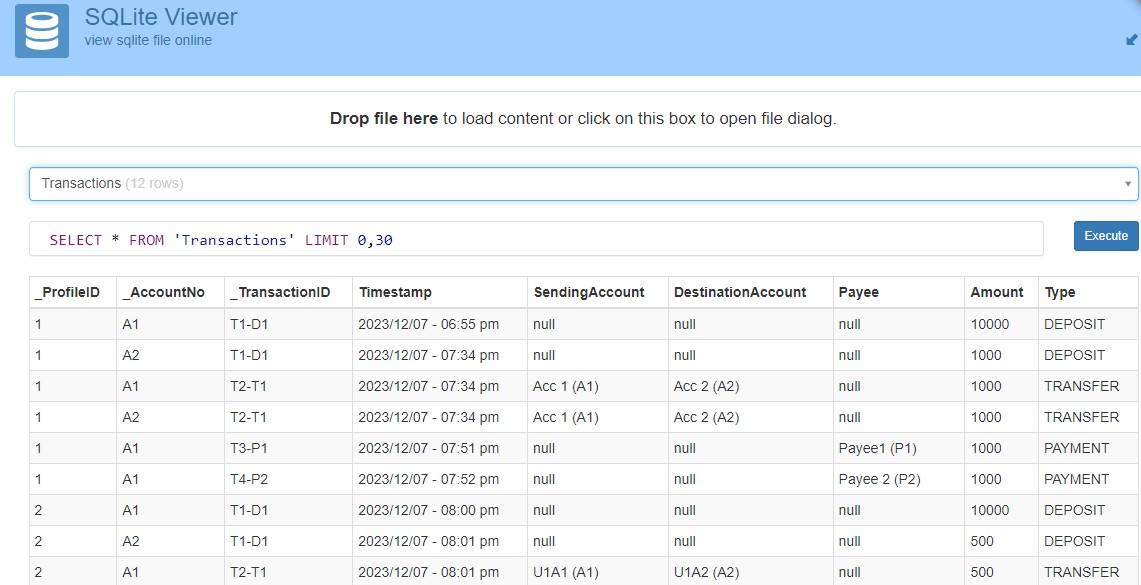 SQLite Viewer
view sqlite file online
Drop file here to load content or click on this box to open file dialog.
Transactions (12 rows)
SELECT * FROM 'Transactions' LIMIT 0,30
Execute
_ProfileID _AccountNo _TransactionID Timestamp SendingAccount DestinationAccount Payee Amount Type
1 A1 T1-D1 2023/12/07 - 06:55 pm null null null 10000 DEPOSIT
1 A2 T1-D1 2023/12/07 - 07:34 pm null null null 1000 DEPOSIT
1 A1 T2-T1 2023/12/07 - 07:34 pm Acc 1 (A1) Acc 2 (A2) null 1000 TRANSFER
1 A2 T2-T1 2023/12/07 - 07:34 pm Acc 1 (A1) Acc 2 (A2) null 1000 TRANSFER
1 A1 T3-P1 2023/12/07 - 07:51 pm null null Payee1 (P1) 1000 PAYMENT
1 A1 T4-P2 2023/12/07 - 07:52 pm null null Payee 2 (P2) 1000 PAYMENT
2 A1 T1-D1 2023/12/07 - 08:00 pm null null null 10000 DEPOSIT
2 A2 T1-D1 2023/12/07 - 08:01 pm null null null 500 DEPOSIT
2 A1 T2-T1 2023/12/07 - 08:01 pm U1A1 (A1) U1A2 (A2) null 500 TRANSFER